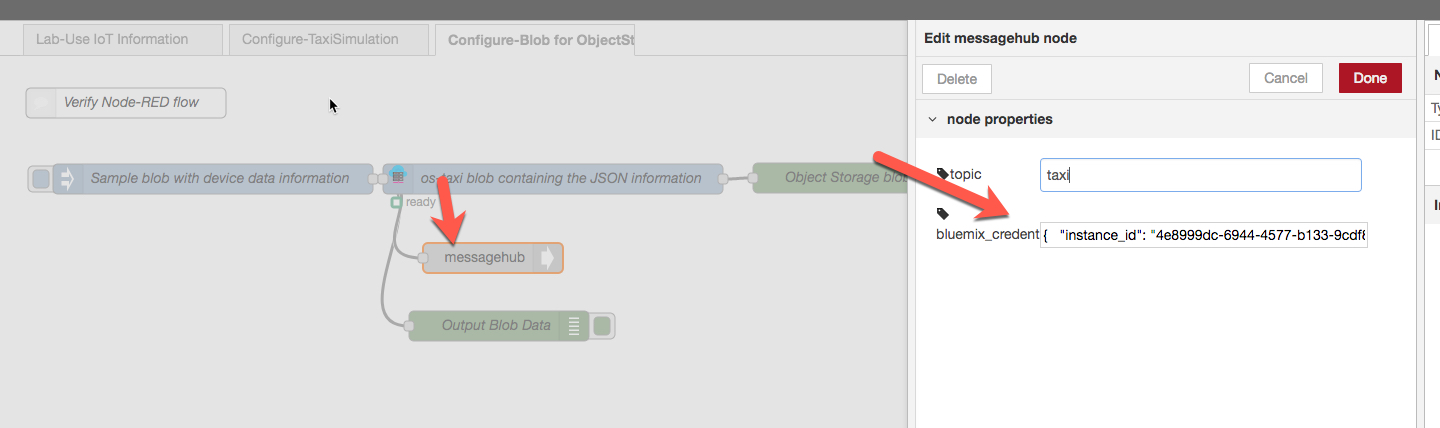 Lab-Use IoT Information
Configure-TaxiSimulation
Configure-Blob for ObjectSt
Edit messagehub node
Delete
Cancel
Done
node properties
Verify Node-RED flow
Sample blob with device data information
os-taxi blob containing the JSON information
Object Storage blo
ready
messagehub
Output Blob Data
topic
taxi
bluemix_credent
{ "instance_id": "4e8999dc-6944-4577-b133-9cdf
N
Ty
ID
In